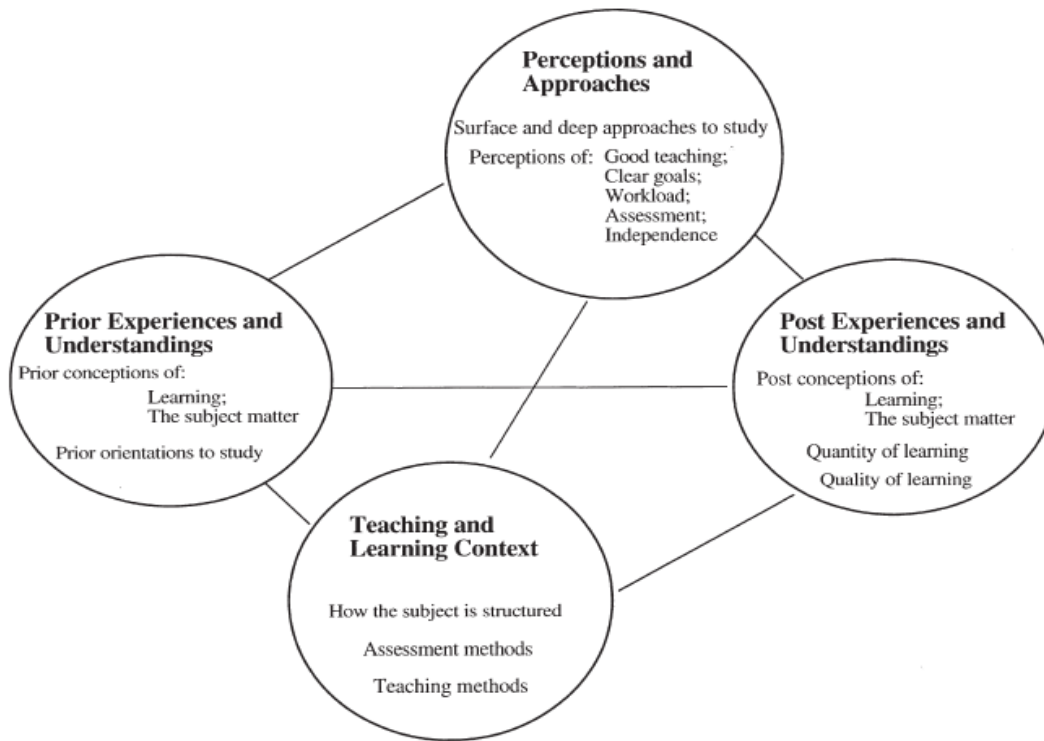 Perceptions and
Approaches
Surface and deep approaches to study
Perceptions of: Good teaching;
Clear goals;
Workload;
Assessment;
Independence
Prior Experiences and
Understandings
Prior conceptions of:
Learning;
The subject matter
Prior orientations to study
Post Experiences and
Understandings
Post conceptions of:
Learning;
The subject matter
Quantity of learning
Quality of learning
Teaching and
Learning Context
How the subject is structured
Assessment methods
Teaching methods